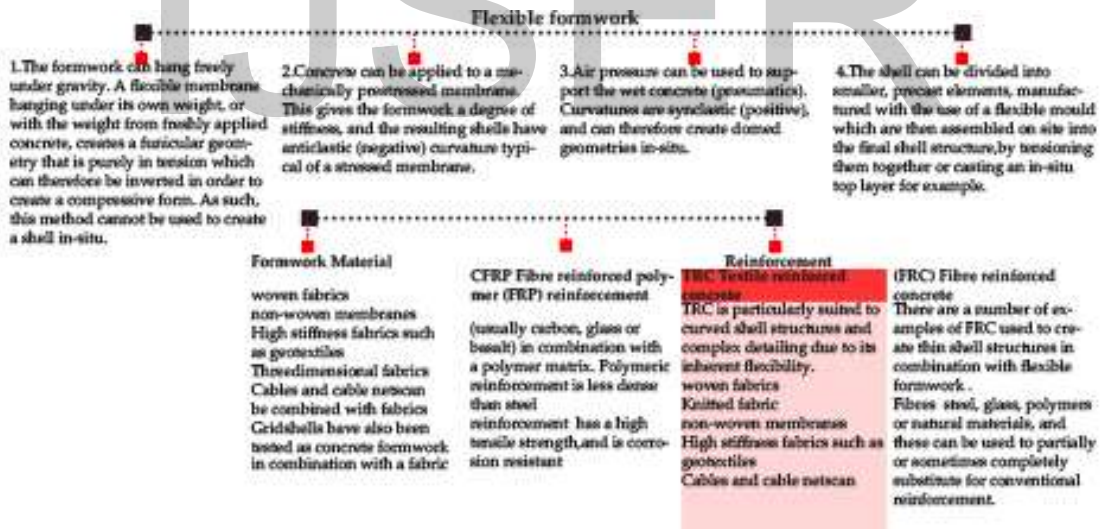 Flexible formwork
1.The formwork can hang freely
under gravity. A flexible membrane
hanging under its own weight, or
with the weight from freshly applied
concrete, creates a funicular geom-
etry that is purely in tension which
can therefore be inverted in order to
create a compressive form. As such,
this method cannot be used to create
a shell in-situ.
2.Concrete can be applied to a me-
chanically prestressed membrane.
This gives the formwork a degree of
stiffness, and the resulting shells have
anticlastic (negative) curvature typi-
cal of a stressed membrane.
3.Air pressure can be used to sup-
port the wet concrete (pneumatics).
Curvatures are synclastic (positive),
and can therefore create domed
geometries in-situ.
4.The shell can be divided into
smaller, precast elements, manufac-
tured with the use of a flexible mould
which are then assembled on site into
the final shell structure,by tensioning
them together or casting an in-situ
top layer for example.
Formwork Material
woven fabrics
non-woven membranes
High stiffness fabrics such
as geotextiles
Threedimensional fabrics
Cables and cable netscan
be combined with fabrics
Gridshells have also been
tested as concrete formwork
in combination with a fabric
CFRP Fibre reinforced poly-
mer (FRP) reinforcement
(usually carbon, glass or
basalt) in combination with
a polymer matrix. Polymeric
reinforcement is less dense
than steel
reinforcement has a high
tensile strength,and is corro-
sion resistant
Reinforcement
TRC Textile reinforced
concrete
TRC is particularly suited to
curved shell structures and
complex detailing due to its
inherent flexibility.
woven fabrics
Knitted fabric
non-woven membranes
High stiffness fabrics such as
geotextiles
Cables and cable netscan
(FRC) Fibre reinforced
concrete
There are a number of ex-
amples of FRC used to cre-
ate thin shell structures in
combination with flexible
formwork .
Fibres steel, glass, polymers
or natural materials, and
these can be used to partially
or sometimes completely
substitute for conventional
reinforcement.
IJSER